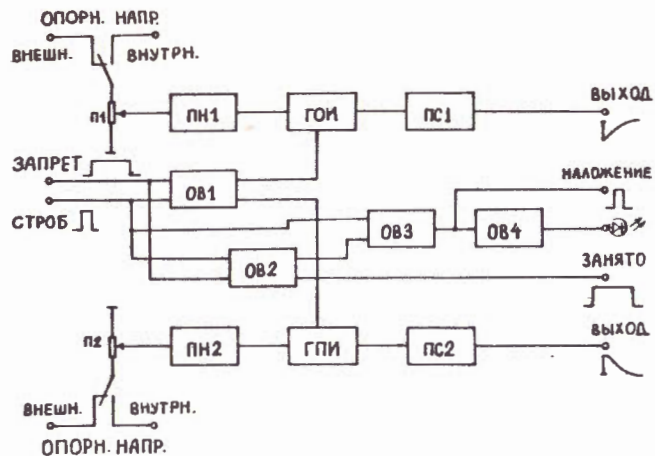 ОПОРН. НАПР.
ВНЕШН. ВНУТРН.
П1 ПН1 ГОИ ПС1 ВЫХОД
ЗАПРЕТ
ОВ1
НАЛОЖЕНИЕ
СТРОБ
ОВ3 ОВ4
ОВ2
ЗАНЯТО
П2 ПН2 ГПИ ПС2 ВЫХОД
ВНЕШН. ВНУТРН.
ОПОРН. НАПР.